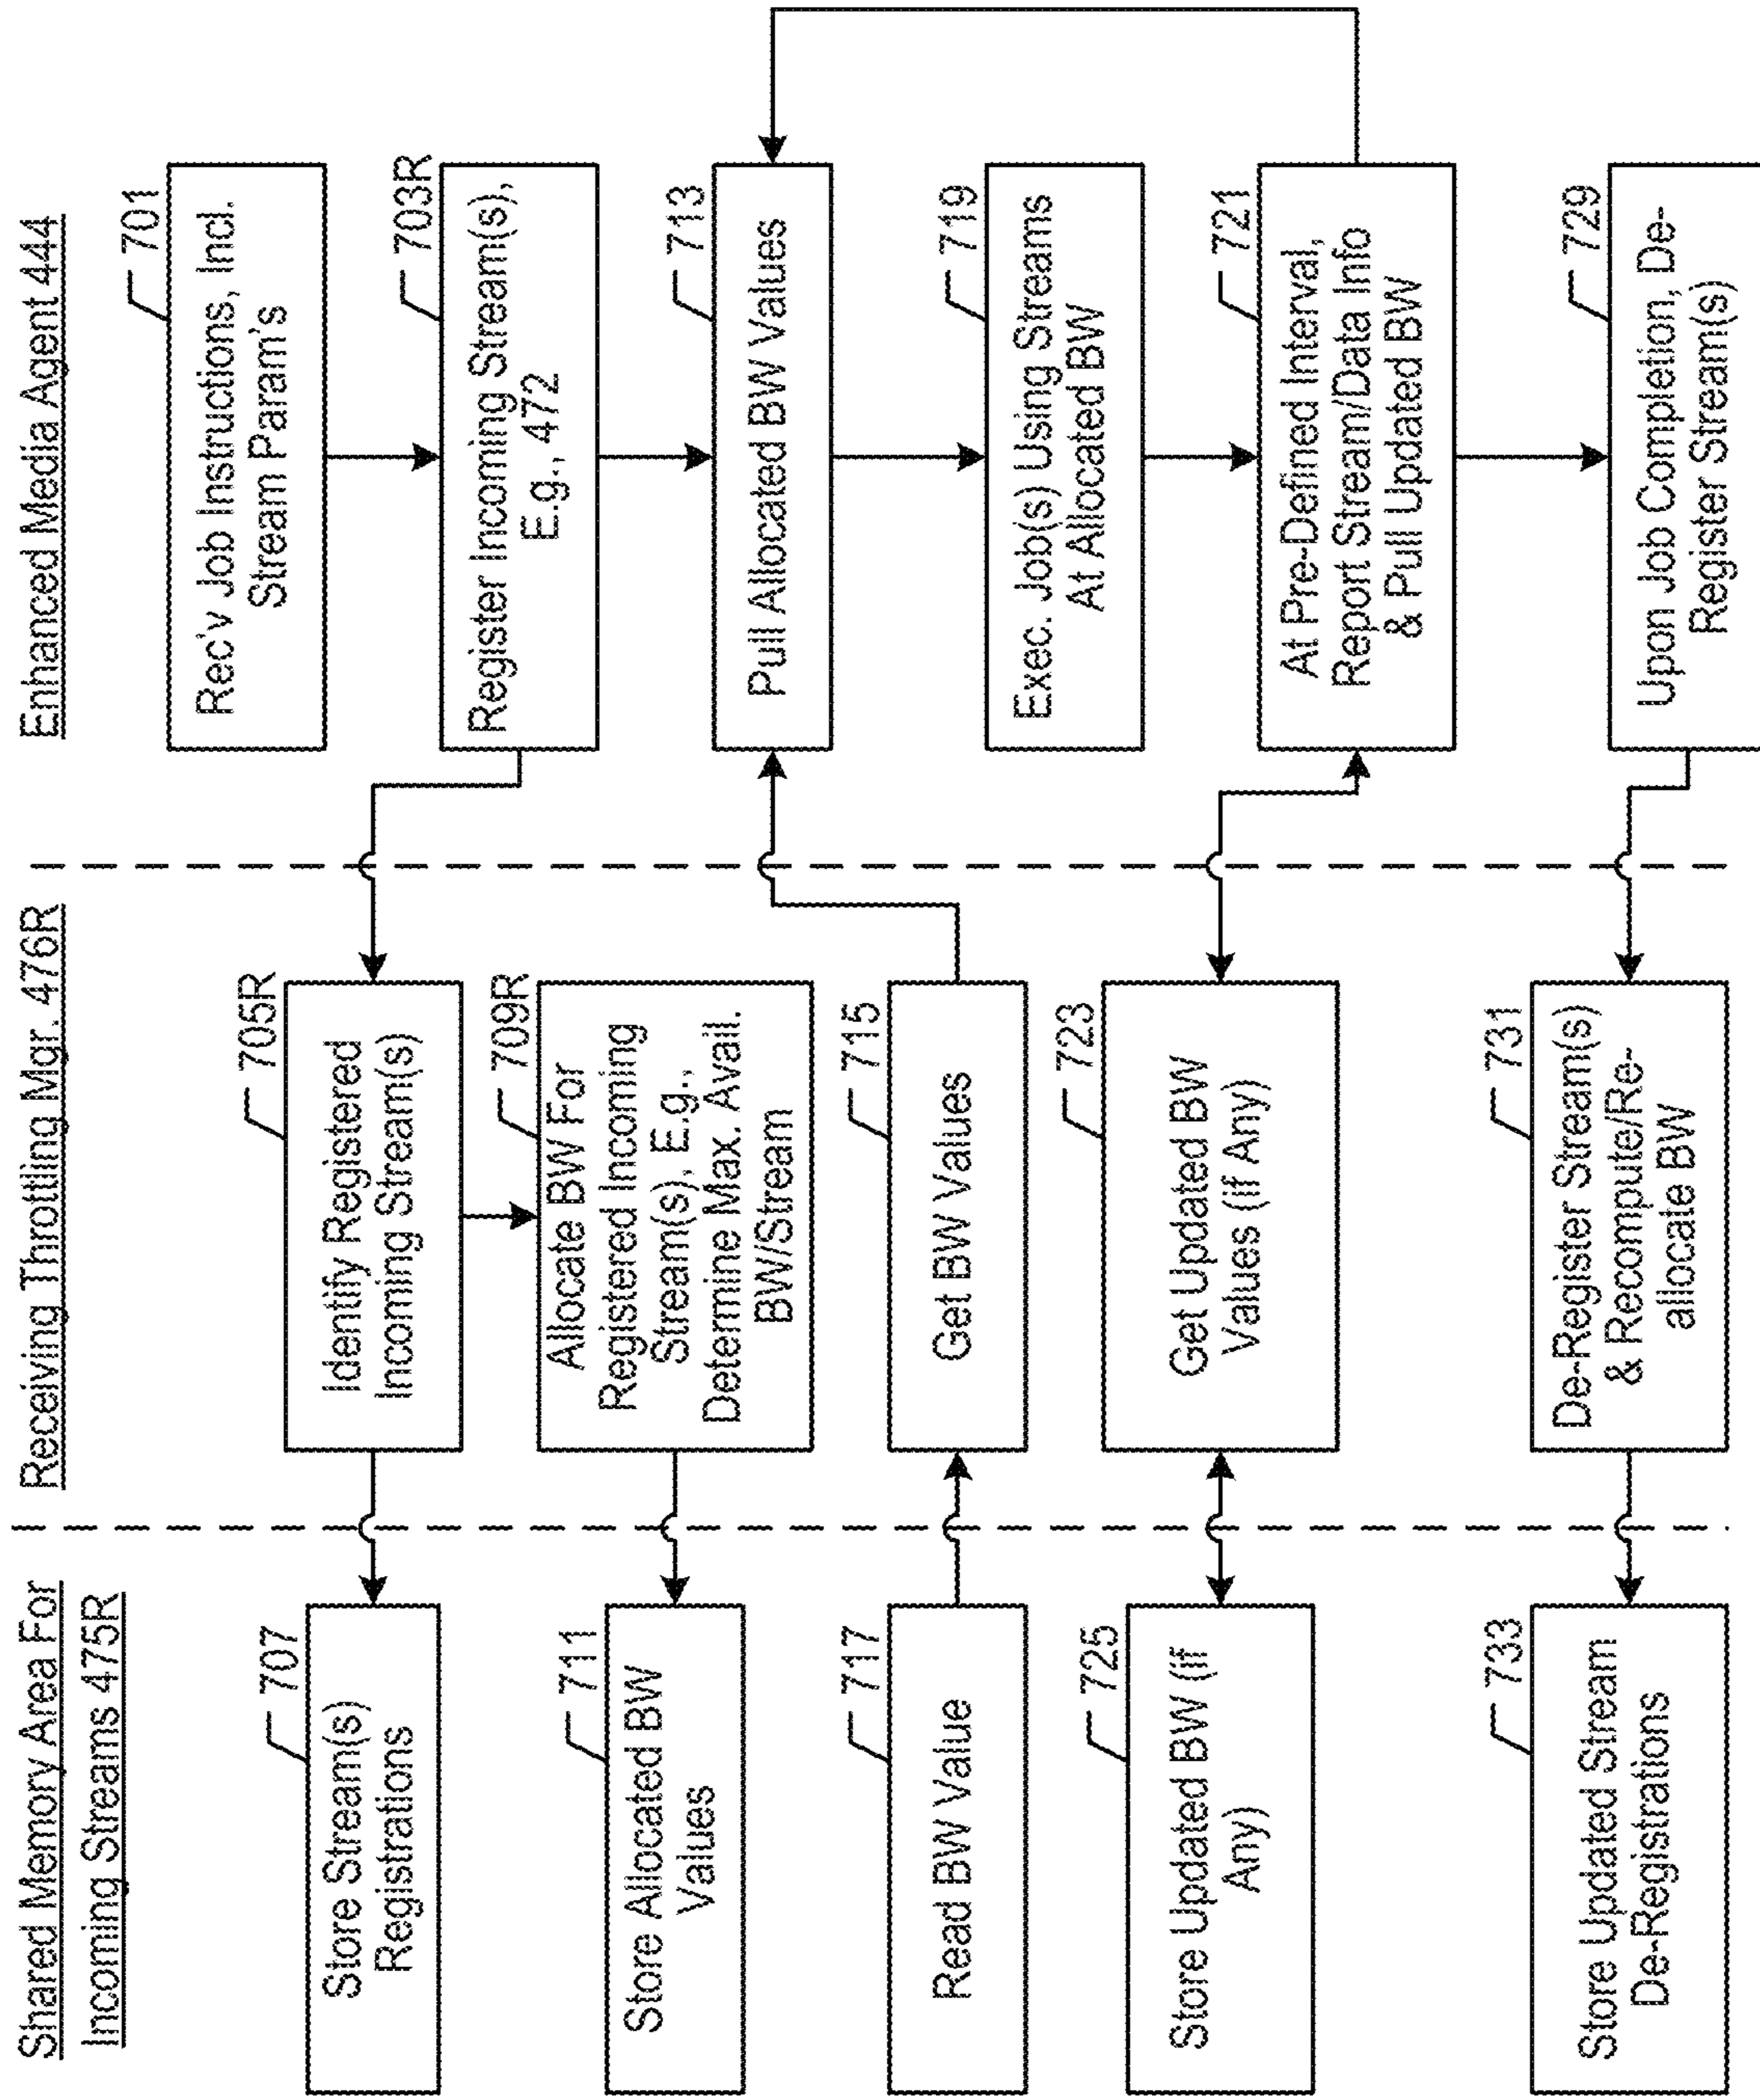 Shared Memory Area For
Incoming Streams 475R
Receiving Throttling Mgr. 476R
Enhanced Media Agent 444
701
Rec'v Job Instructions, Incl.
Stream Param's
703R
Register Incoming Stream(s),
E.g., 472
705R
Identify Registered
Incoming Stream(s)
707
Store Stream(s)
Registrations
709R
Allocate BW For
Registered Incoming
Stream(s), E.g.,
Determine Max. Avail.
BW/Stream
711
Store Allocated BW
Values
713
Pull Allocated BW Values
715
Get BW Values
717
Read BW Value
719
Exec. Job(s) Using Streams
At Allocated BW
721
At Pre-Defined Interval,
Report Stream/Data Info
& Pull Updated BW
723
Get Updated BW
Values (if Any)
725
Store Updated BW (if
Any)
729
Upon Job Completion, De-
Register Stream(s)
731
De-Register Stream(s)
& Recompute/Re-
allocate BW
733
Store Updated Stream
De-Registrations